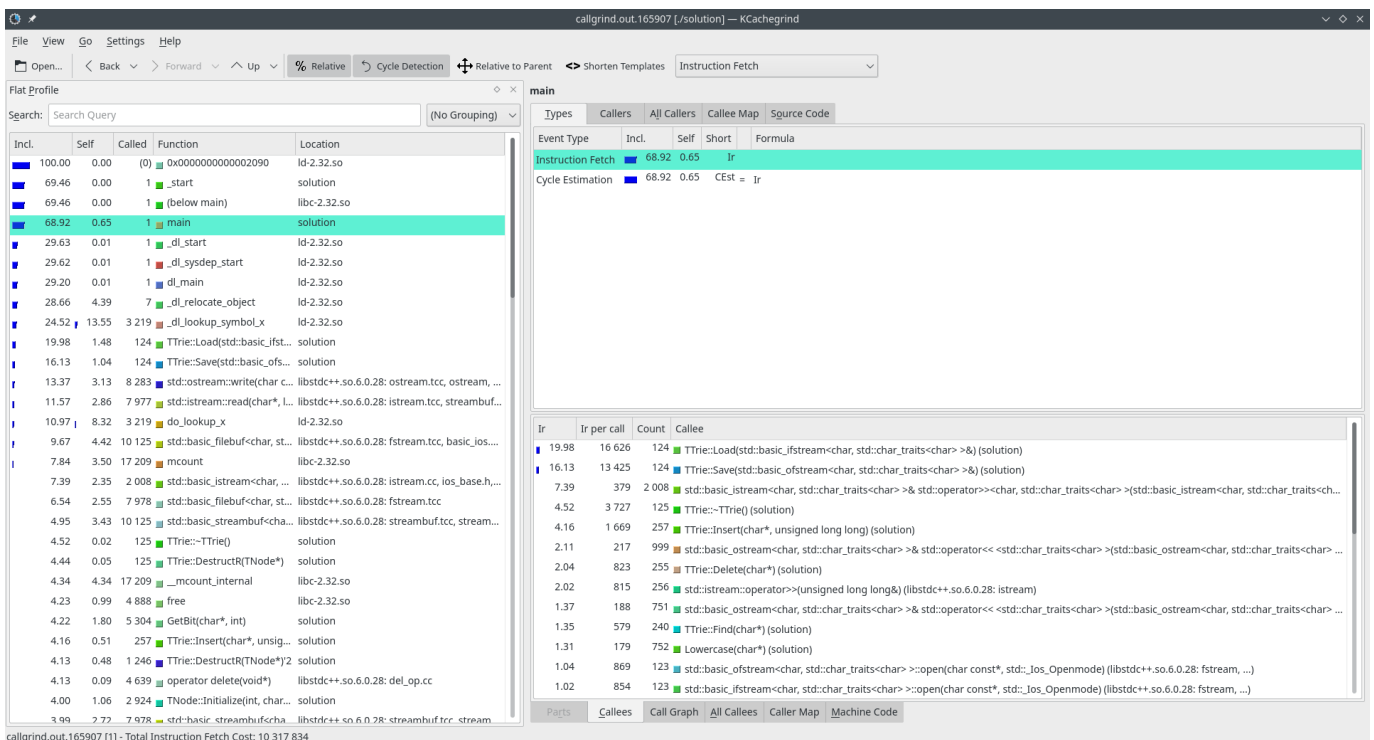 callgrind.out.165907 [./solution] — KCachegrind
File View Go Settings Help
Open... Back Forward Up % Relative Cycle Detection Relative to Parent <> Shorten Templates Instruction Fetch
Flat Profile
Search: Search Query (No Grouping)
Incl. Self Called Function Location
100.00 0.00 (0) 0x0000000000002090 ld-2.32.so
69.46 0.00 1 _start solution
69.46 0.00 1 (below main) libc-2.32.so
68.92 0.65 1 main solution
29.63 0.01 1 _dl_start ld-2.32.so
29.62 0.01 1 _dl_sysdep_start ld-2.32.so
29.20 0.01 1 dl_main ld-2.32.so
28.66 4.39 7 _dl_relocate_object ld-2.32.so
24.52 13.55 3 219 _dl_lookup_symbol_x ld-2.32.so
19.98 1.48 124 TTrie::Load(std::basic_ifst... solution
16.13 1.04 124 TTrie::Save(std::basic_ofs... solution
13.37 3.13 8 283 std::ostream::write(char c... libstdc++.so.6.0.28: ostream.tcc, ostream, ...
11.57 2.86 7 977 std::istream::read(char*, l... libstdc++.so.6.0.28: istream.tcc, streambuf...
10.97 8.32 3 219 do_lookup_x ld-2.32.so
9.67 4.42 10 125 std::basic_filebuf<char, st... libstdc++.so.6.0.28: fstream.tcc, basic_ios....
7.84 3.50 17 209 mcount libc-2.32.so
7.39 2.35 2 008 std::basic_istream<char, ... libstdc++.so.6.0.28: istream.cc, ios_base.h,...
6.54 2.55 7 978 std::basic_filebuf<char, st... libstdc++.so.6.0.28: fstream.tcc
4.95 3.43 10 125 std::basic_streambuf<cha... libstdc++.so.6.0.28: streambuf.tcc, stream...
4.52 0.02 125 TTrie::~TTrie() solution
4.44 0.05 125 TTrie::DestructR(TNode*) solution
4.34 4.34 17 209 __mcount_internal libc-2.32.so
4.23 0.99 4 888 free libc-2.32.so
4.22 1.80 5 304 GetBit(char*, int) solution
4.16 0.51 257 TTrie::Insert(char*, unsig... solution
4.13 0.48 1 246 TTrie::DestructR(TNode*)'2 solution
4.13 0.09 4 639 operator delete(void*) libstdc++.so.6.0.28: del_op.cc
4.00 1.06 2 924 TNode::Initialize(int, char... solution
3.99 2.72 7 978 std::basic_streambuf<cha... libstdc++.so.6.0.28: streambuf.tcc, stream...
main
Types Callers All Callers Callee Map Source Code
Event Type Incl. Self Short Formula
Instruction Fetch 68.92 0.65 Ir
Cycle Estimation 68.92 0.65 CEst = Ir
Ir Ir per call Count Callee
19.98 16 626 124 TTrie::Load(std::basic_ifstream<char, std::char_traits<char> >&) (solution)
16.13 13 425 124 TTrie::Save(std::basic_ofstream<char, std::char_traits<char> >&) (solution)
7.39 379 2 008 std::basic_istream<char, std::char_traits<char> >& std::operator>><char, std::char_traits<char> >(std::basic_istream<char, std::char_traits<ch...
4.52 3 727 125 TTrie::~TTrie() (solution)
4.16 1 669 257 TTrie::Insert(char*, unsigned long long) (solution)
2.11 217 999 std::basic_ostream<char, std::char_traits<char> >& std::operator<< <std::char_traits<char> >(std::basic_ostream<char, std::char_traits<char> ...
2.04 823 255 TTrie::Delete(char*) (solution)
2.02 815 256 std::istream::operator>>(unsigned long long&) (libstdc++.so.6.0.28: istream)
1.37 188 751 std::basic_ostream<char, std::char_traits<char> >& std::operator<< <std::char_traits<char> >(std::basic_ostream<char, std::char_traits<char> ...
1.35 579 240 TTrie::Find(char*) (solution)
1.31 179 752 Lowercase(char*) (solution)
1.04 869 123 std::basic_ofstream<char, std::char_traits<char> >::open(char const*, std::_Ios_Openmode) (libstdc++.so.6.0.28: fstream, ...)
1.02 854 123 std::basic_ifstream<char, std::char_traits<char> >::open(char const*, std::_Ios_Openmode) (libstdc++.so.6.0.28: fstream, ...)
Parts Callees Call Graph All Callees Caller Map Machine Code
callgrind.out.165907 [1] - Total Instruction Fetch Cost: 10 317 834